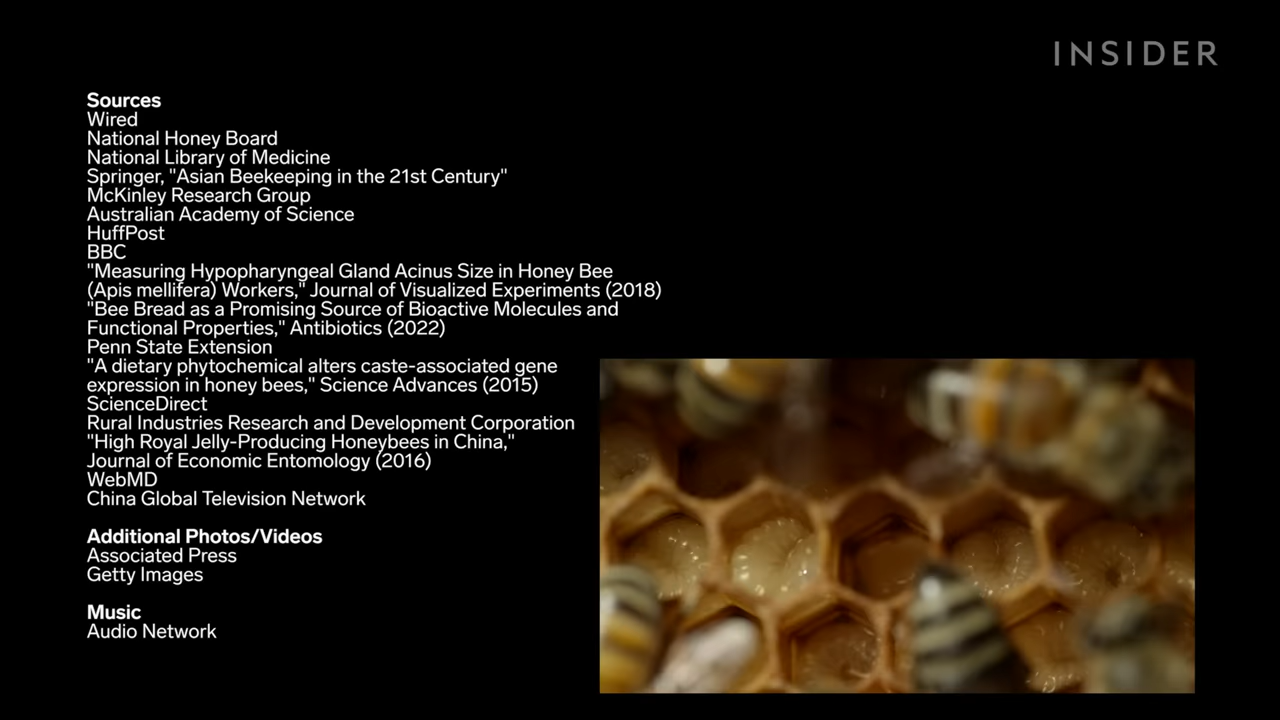 INSIDER
Sources
Wired
National Honey Board
National Library of Medicine
Springer, "Asian Beekeeping in the 21st Century"
McKinley Research Group
Australian Academy of Science
HuffPost
BBC
"Measuring Hypopharyngeal Gland Acinus Size in Honey Bee
(Apis mellifera) Workers," Journal of Visualized Experiments (2018)
"Bee Bread as a Promising Source of Bioactive Molecules and
Functional Properties," Antibiotics (2022)
Penn State Extension
"A dietary phytochemical alters caste-associated gene
expression in honey bees," Science Advances (2015)
ScienceDirect
Rural Industries Research and Development Corporation
"High Royal Jelly-Producing Honeybees in China,"
Journal of Economic Entomology (2016)
WebMD
China Global Television Network
Additional Photos/Videos
Associated Press
Getty Images
Music
Audio Network